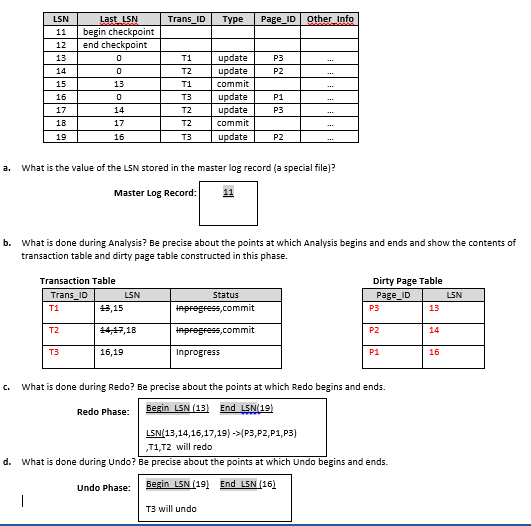 LSN Last_LSN Trans_ID Type Page_ID Other_Info
11 begin checkpoint
12 end checkpoint
13 0 T1 update P3 ...
14 0 T2 update P2 ...
15 13 T1 commit ...
16 0 T3 update P1 ...
17 14 T2 update P3 ...
18 17 T2 commit ...
19 16 T3 update P2 ...
a. What is the value of the LSN stored in the master log record (a special file)?
Master Log Record: 11
b. What is done during Analysis? Be precise about the points at which Analysis begins and ends and show the contents of
transaction table and dirty page table constructed in this phase.
Transaction Table Dirty Page Table
Trans_ID LSN Status Page_ID LSN
T1 13,15 Inprogress,commit P3 13
T2 14,17,18 Inprogress,commit P2 14
T3 16,19 Inprogress P1 16
c. What is done during Redo? Be precise about the points at which Redo begins and ends.
Redo Phase: Begin LSN (13) End LSN(19)
LSN(13,14,16,17,19) ->(P3,P2,P1,P3)
,T1,T2 will redo
d. What is done during Undo? Be precise about the points at which Undo begins and ends.
Undo Phase: Begin LSN (19) End LSN (16)
T3 will undo